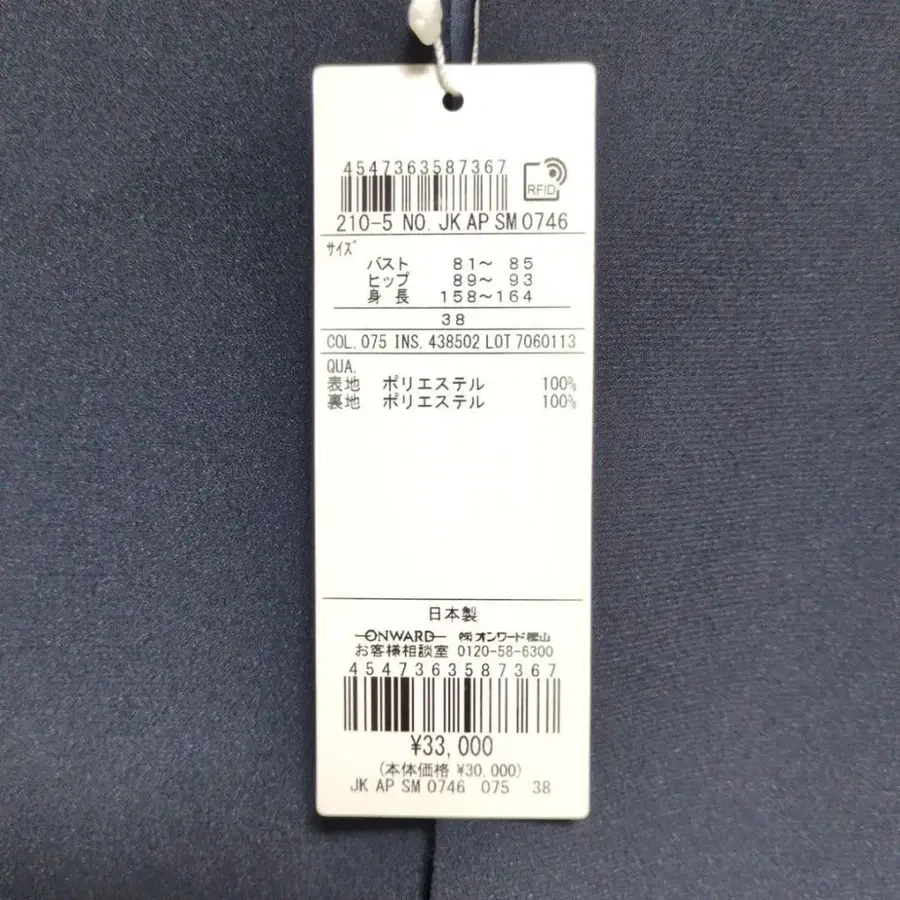 4547363587367
RFID
210-5 NO. JK AP SM 0746
サイズ
バスト 81～ 85
ヒップ 89～ 93
身長 158～164
38
COL. 075 INS. 438502 LOT 7060113
QUA.
表地 ポリエステル 100%
裏地 ポリエステル 100%
日本製
ONWARD ㈱オンワード樫山
お客様相談室 0120-58-6300
4547363587367
¥33,000
(本体価格 ¥30,000)
JK AP SM 0746 075 38